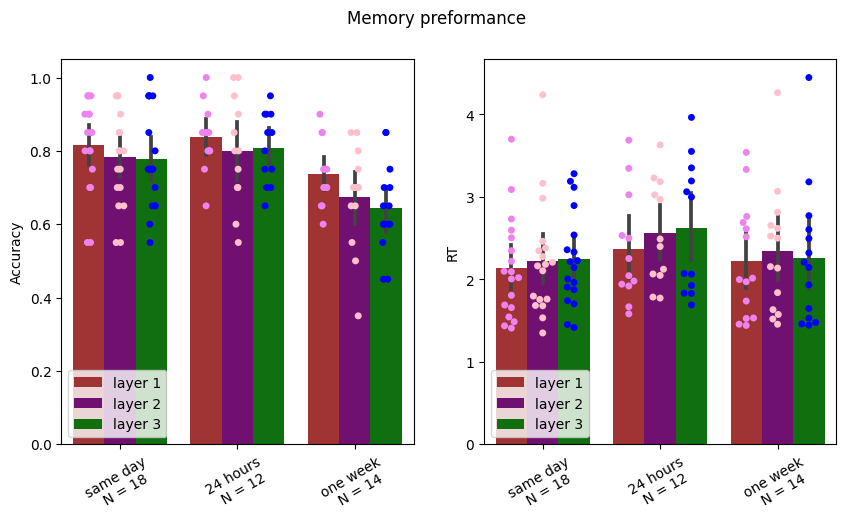 Memory preformance
Accuracy
1.0
0.8
0.6
0.4
0.2
0.0
layer 1
layer 2
layer 3
same day
N = 18
24 hours
N = 12
one week
N = 14
RT
4
3
2
1
0
layer 1
layer 2
layer 3
same day
N = 18
24 hours
N = 12
one week
N = 14